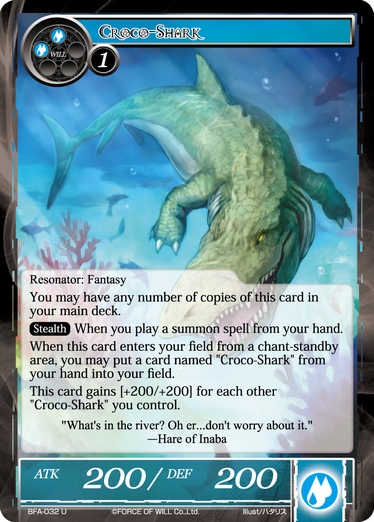 Croco-Shark
WILL
1
Resonator: Fantasy
You may have any number of copies of this card in
your main deck.
Stealth When you play a summon spell from your hand.
When this card enters your field from a chant-standby
area, you may put a card named "Croco-Shark" from
your hand into your field.
This card gains [+200/+200] for each other
"Croco-Shark" you control.
"What's in the river? Oh er...don't worry about it."
—Hare of Inaba
ATK 200/ DEF 200
BFA-032 U ©FORCE OF WILL Co.,Ltd. Illust/ハタリス